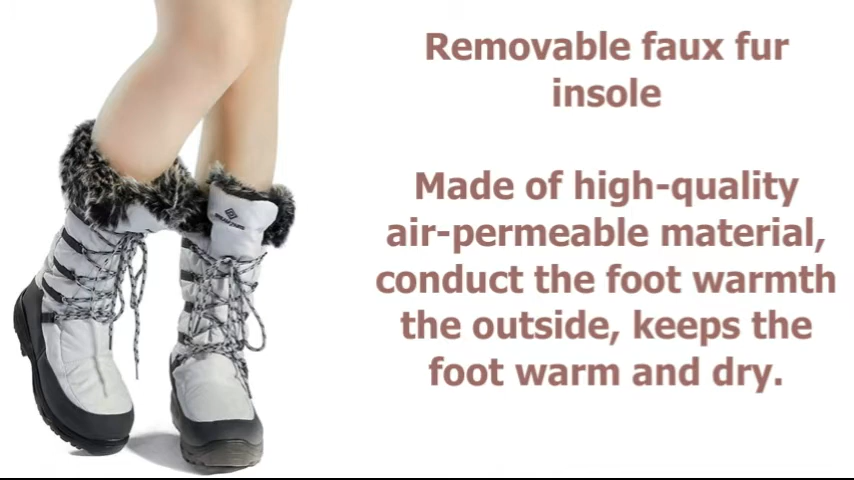 Removable faux fur
insole
Made of high-quality
air-permeable material,
conduct the foot warmth
the outside, keeps the
foot warm and dry.